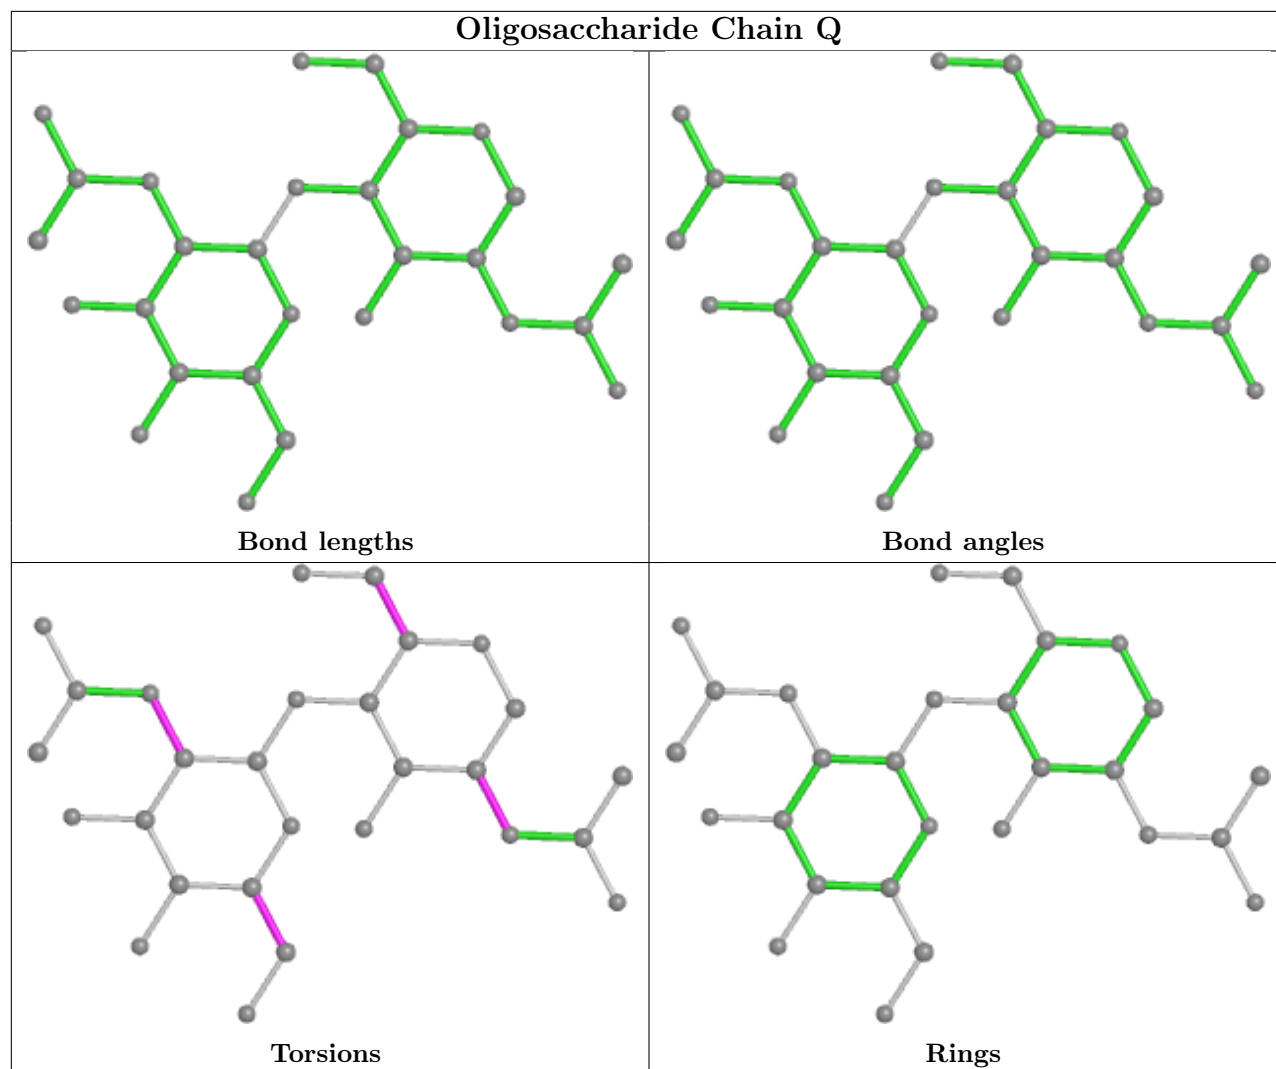 Oligosaccharide Chain Q
Bond lengths
Bond angles
Torsions
Rings